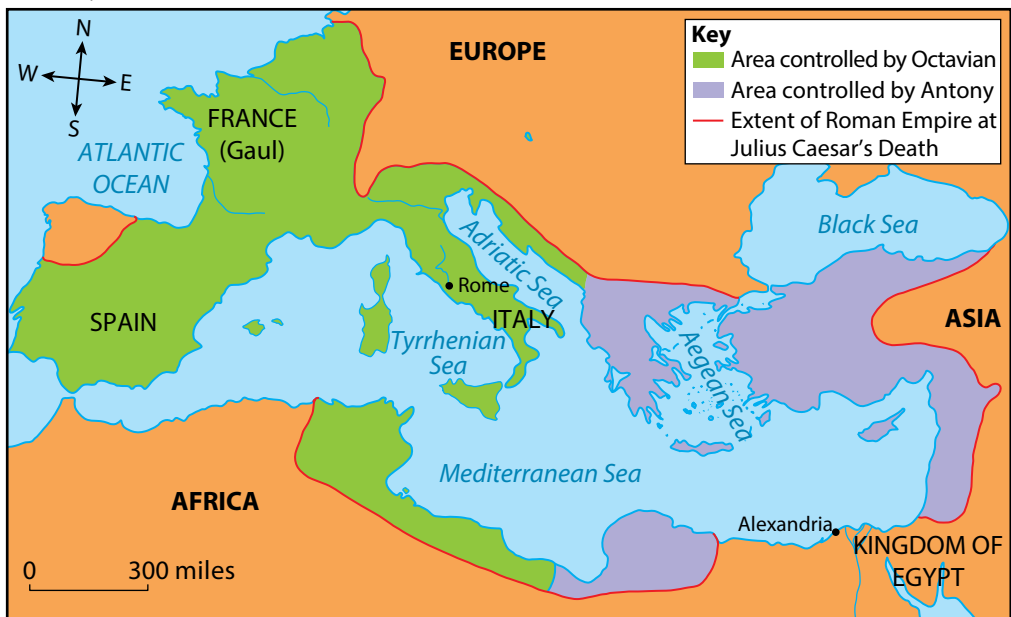 N
W
E
S
EUROPE
Key
Area controlled by Octavian
Area controlled by Antony
Extent of Roman Empire at
Julius Caesar's Death
FRANCE
(Gaul)
ATLANTIC
OCEAN
Black Sea
Adriatic Sea
Rome
ITALY
SPAIN
Tyrrhenian
Sea
Aegean Sea
ASIA
Mediterranean Sea
AFRICA
Alexandria
KINGDOM OF
EGYPT
0 300 miles